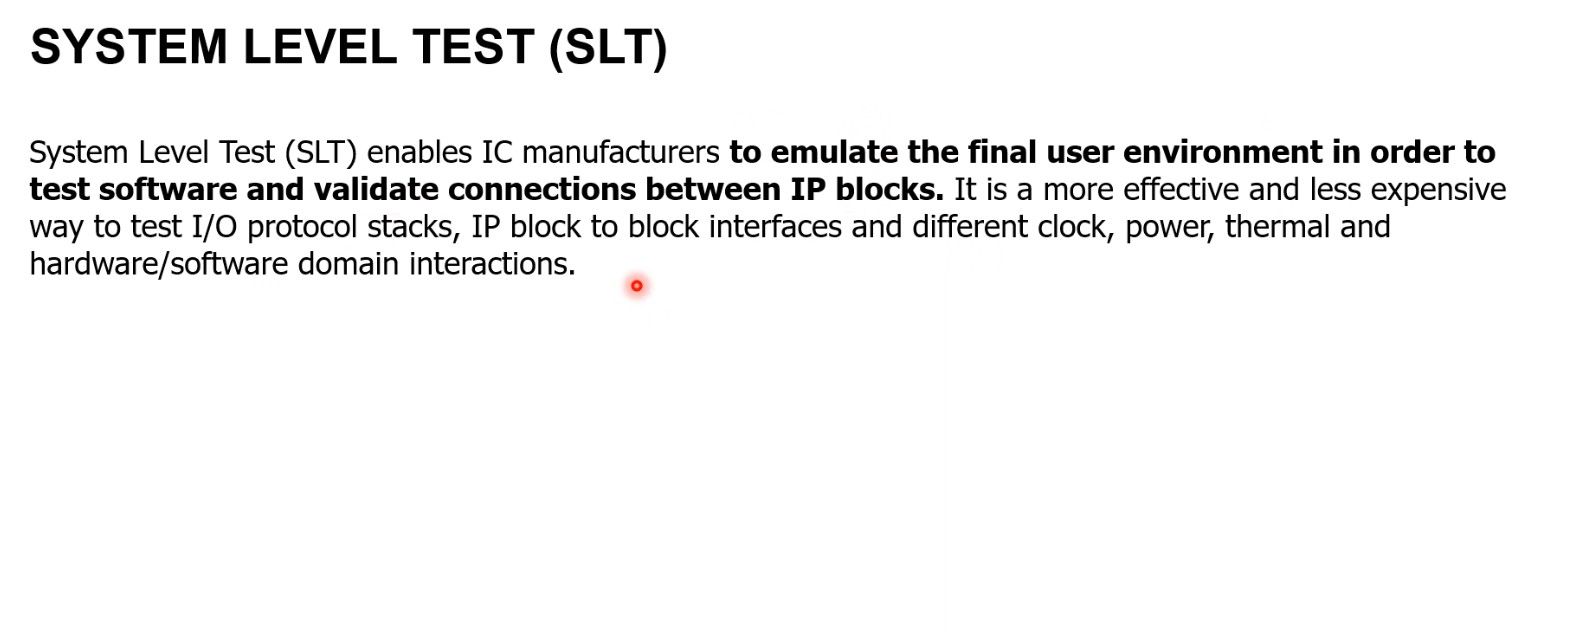 SYSTEM LEVEL TEST (SLT)
System Level Test (SLT) enables IC manufacturers to emulate the final user environment in order to
test software and validate connections between IP blocks. It is a more effective and less expensive
way to test I/O protocol stacks, IP block to block interfaces and different clock, power, thermal and
hardware/software domain interactions.